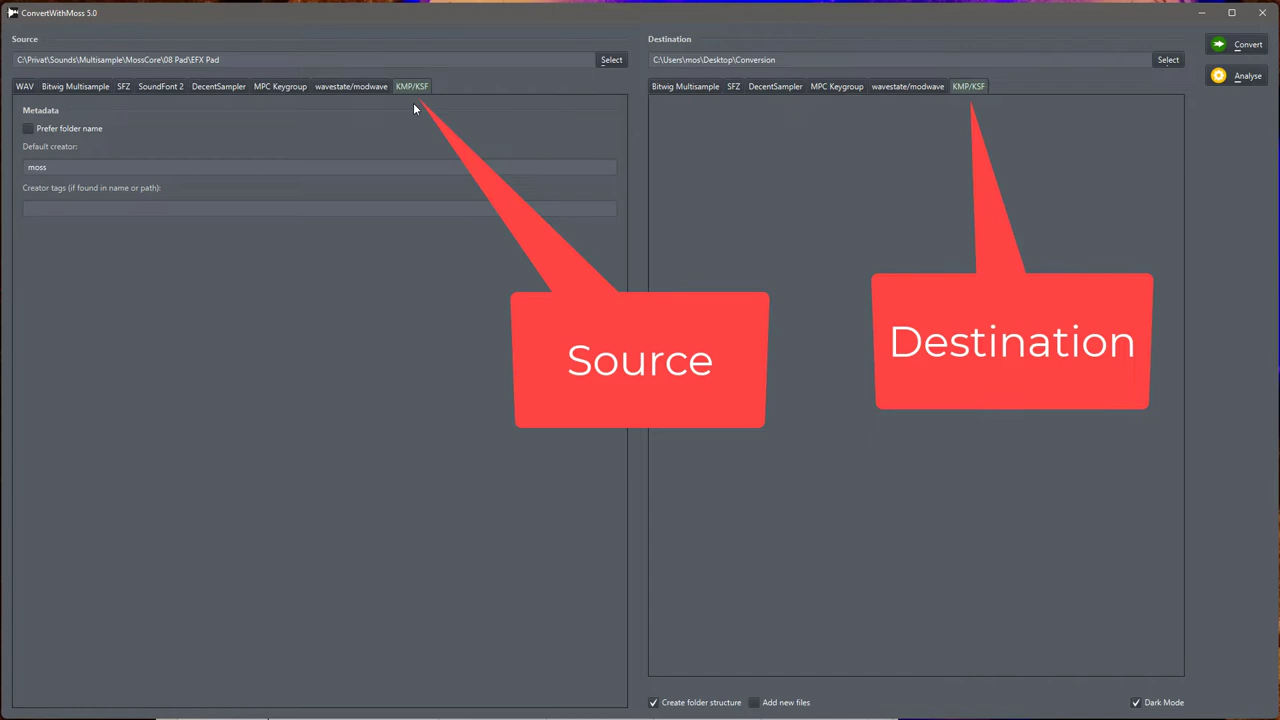 ConvertWithMoss 5.0
Source
C:\Privat\Sounds\Multisample\MossCore\08 Pad\EFX Pad
Select
WAV Bitwig Multisample SFZ SoundFont 2 DecentSampler MPC Keygroup wavestate/modwave KMP/KSF
Metadata
Prefer folder name
Default creator:
moss
Creator tags (if found in name or path):
Source
Destination
C:\Users\mos\Desktop\Conversion
Select
Bitwig Multisample SFZ DecentSampler MPC Keygroup wavestate/modwave KMP/KSF
Destination
Create folder structure Add new files Dark Mode
Convert
Analyse